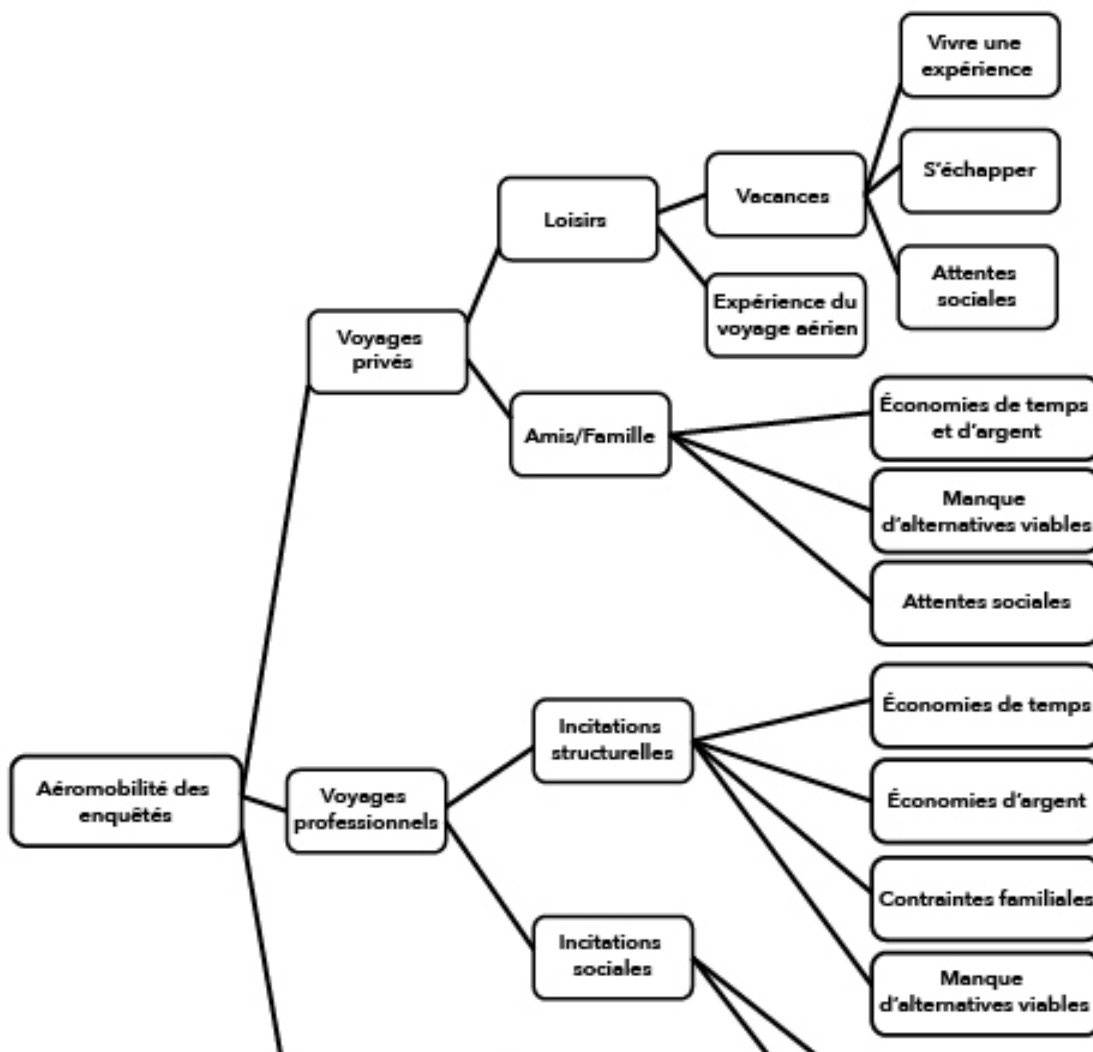 Vivre une
expérience
S'échapper
Vacances
Loisirs
Attentes
sociales
Expérience du
voyage aérien
Voyages
privés
Économies de temps
et d'argent
Amis/Famille
Manque
d'alternatives viables
Attentes sociales
Économies de temps
Incitations
structurelles
Aéromobilité des
enquêtés
Voyages
professionnels
Économies d'argent
Contraintes familiales
Incitations
sociales
Manque
d'alternatives viables